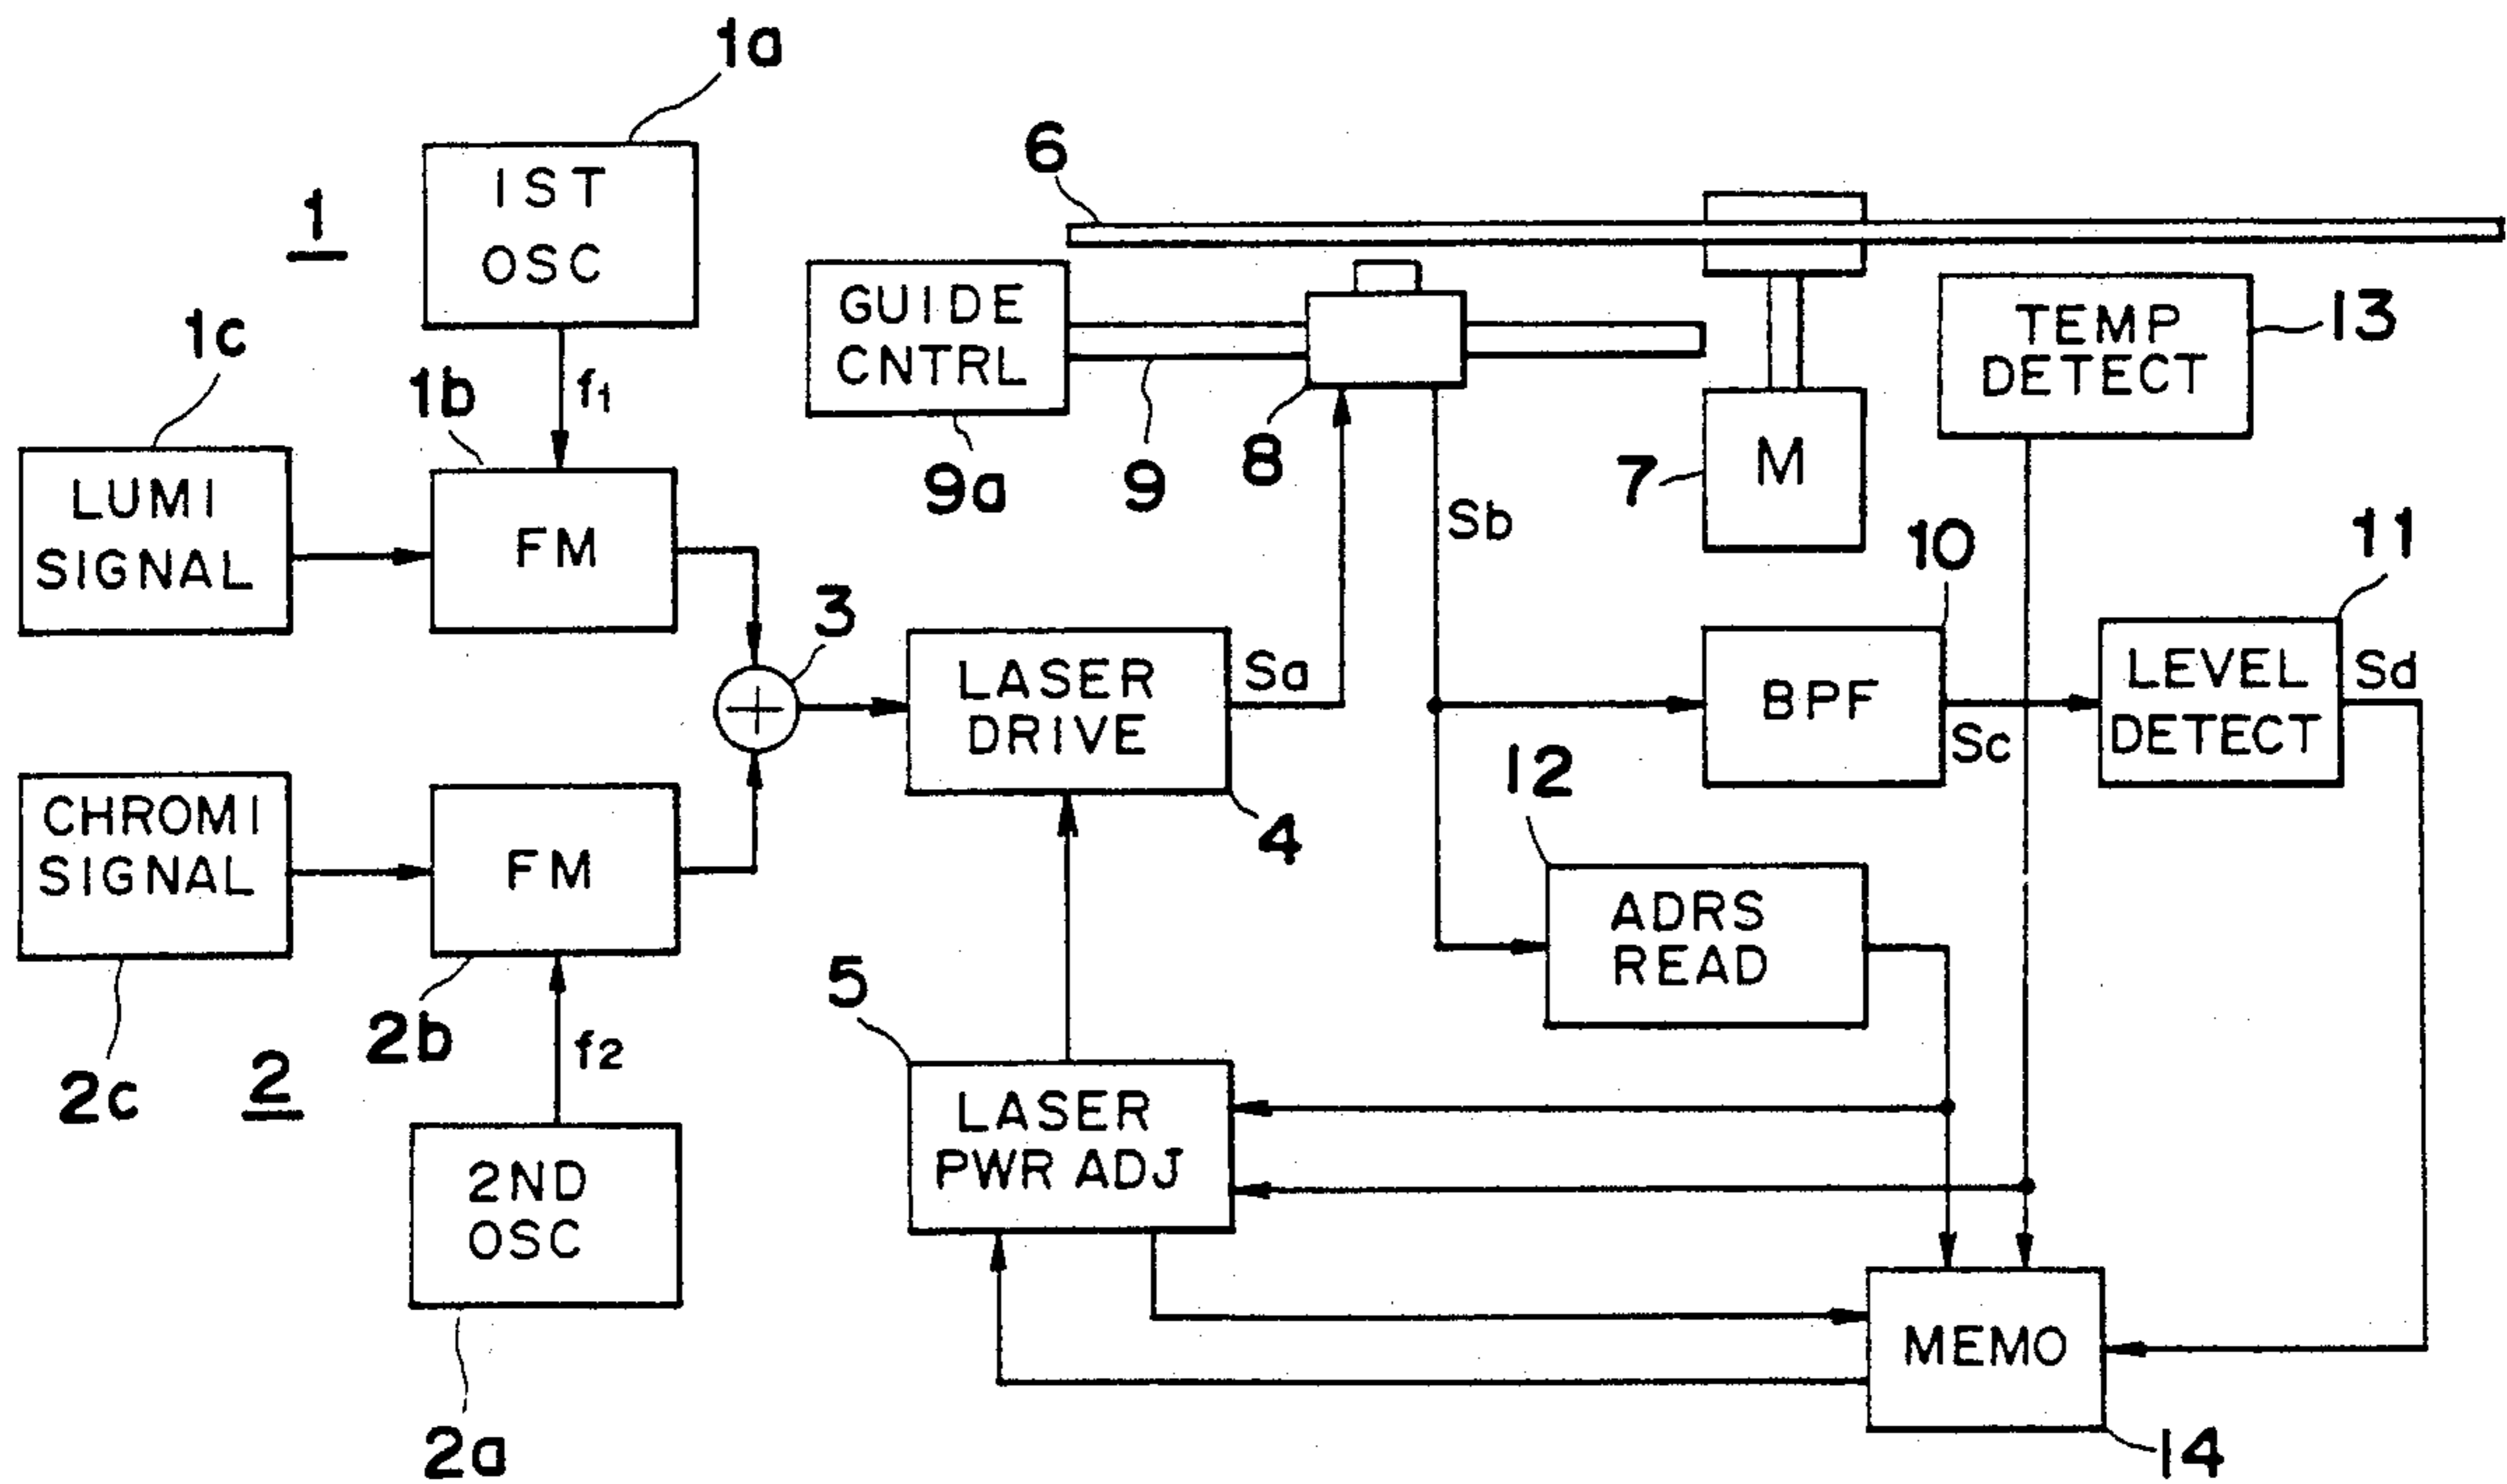 1a
1ST
OSC
1
6
GUIDE
CNTRL
TEMP
DETECT
13
1c
1b
f1
LUMI
SIGNAL
FM
9a
9
8
Sb
7
M
10
11
3
LASER
DRIVE
Sa
BPF
Sc
LEVEL
DETECT
Sd
CHROMI
SIGNAL
FM
4
12
ADRS
READ
2c
2
2b
f2
5
LASER
PWR ADJ
2ND
OSC
2a
MEMO
14